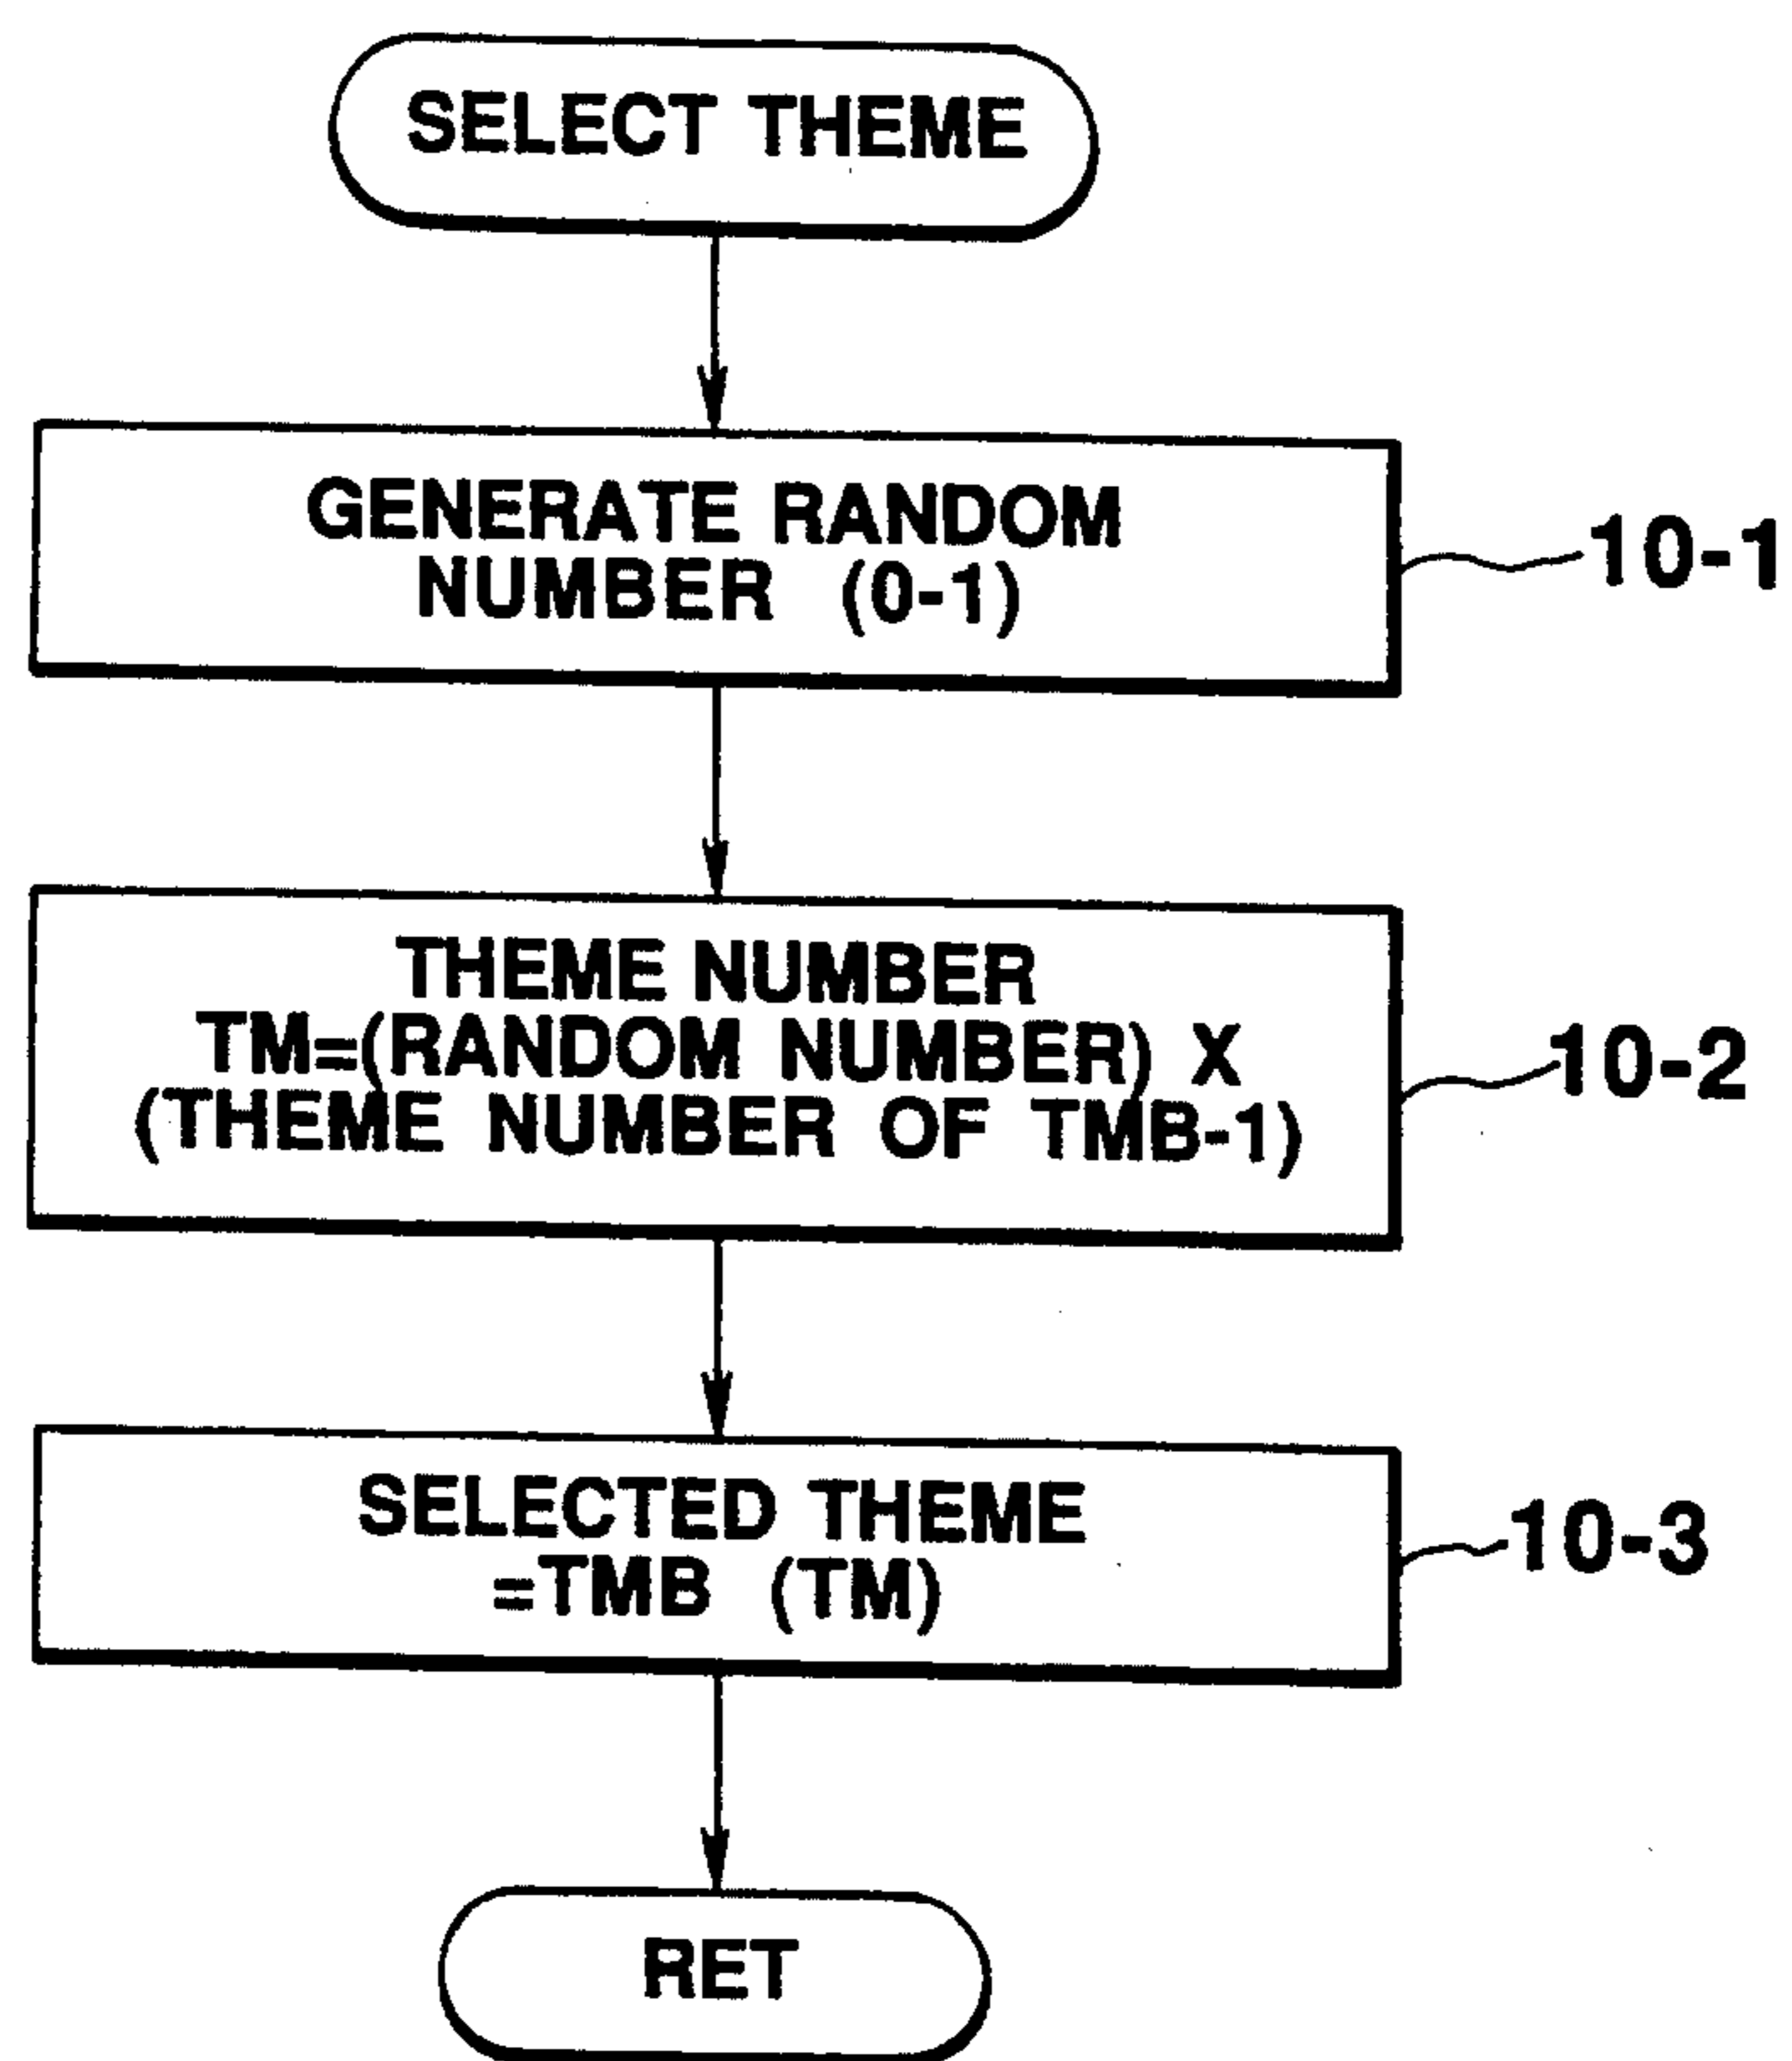 SELECT THEME
GENERATE RANDOM
NUMBER (0-1)
10-1
THEME NUMBER
TM=(RANDOM NUMBER) X
(THEME NUMBER OF TMB-1)
10-2
SELECTED THEME
=TMB (TM)
10-3
RET